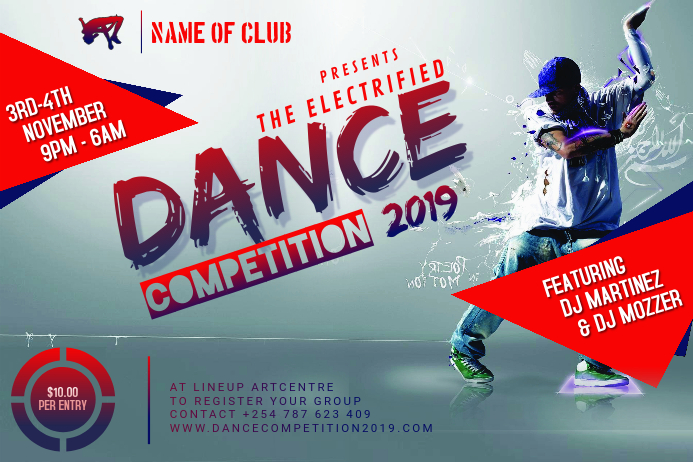 NAME OF CLUB
PRESENTS
THE ELECTRIFIED
DANCE
COMPETITION 2019
3RD-4TH
NOVEMBER
9PM - 6AM
FEATURING
DJ MARTINEZ
& DJ MOZZER
$10.00
PER ENTRY
AT LINEUP ARTCENTRE
TO REGISTER YOUR GROUP
CONTACT +254 787 623 409
WWW.DANCECOMPETITION2019.COM